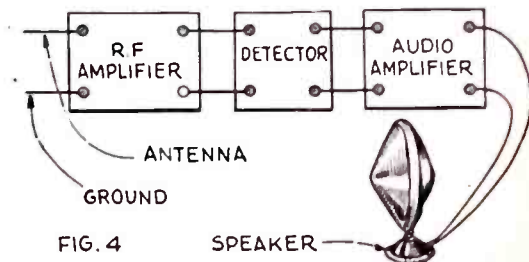 R.F
AMPLIFIER
DETECTOR
AUDIO
AMPLIFIER
ANTENNA
GROUND
FIG. 4
SPEAKER